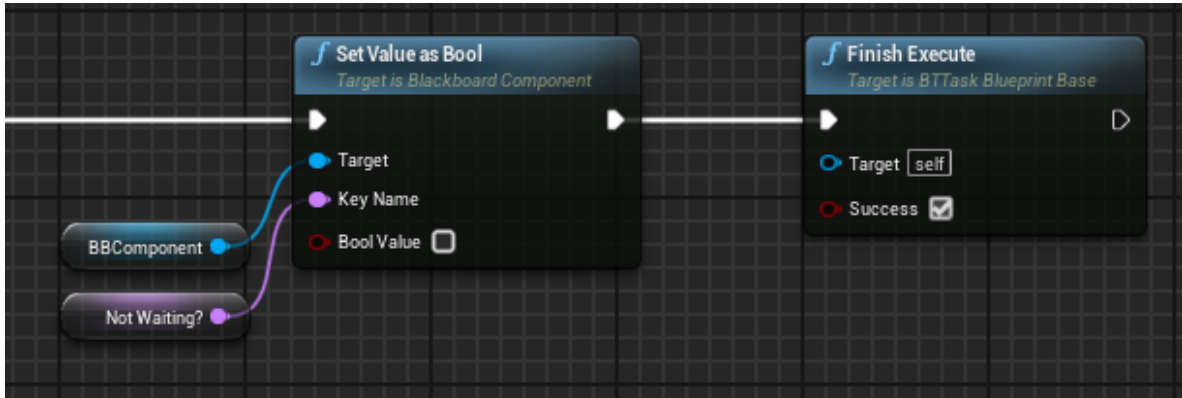 Set Value as Bool
Target is Blackboard Component
Target
Key Name
Bool Value
BBComponent
Not Waiting?
Finish Execute
Target is BTTask Blueprint Base
Target self
Success